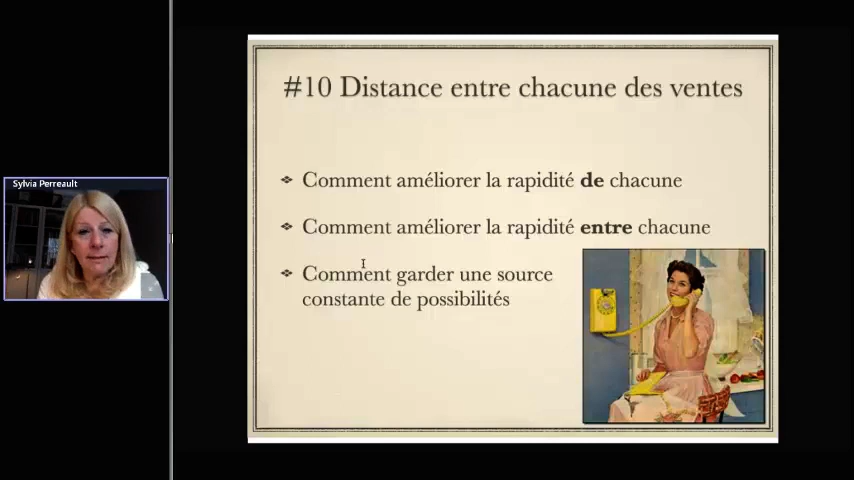 #10 Distance entre chacune des ventes
Sylvia Perreault
Comment améliorer la rapidité de chacune
Comment améliorer la rapidité entre chacune
Comment garder une source
constante de possibilités